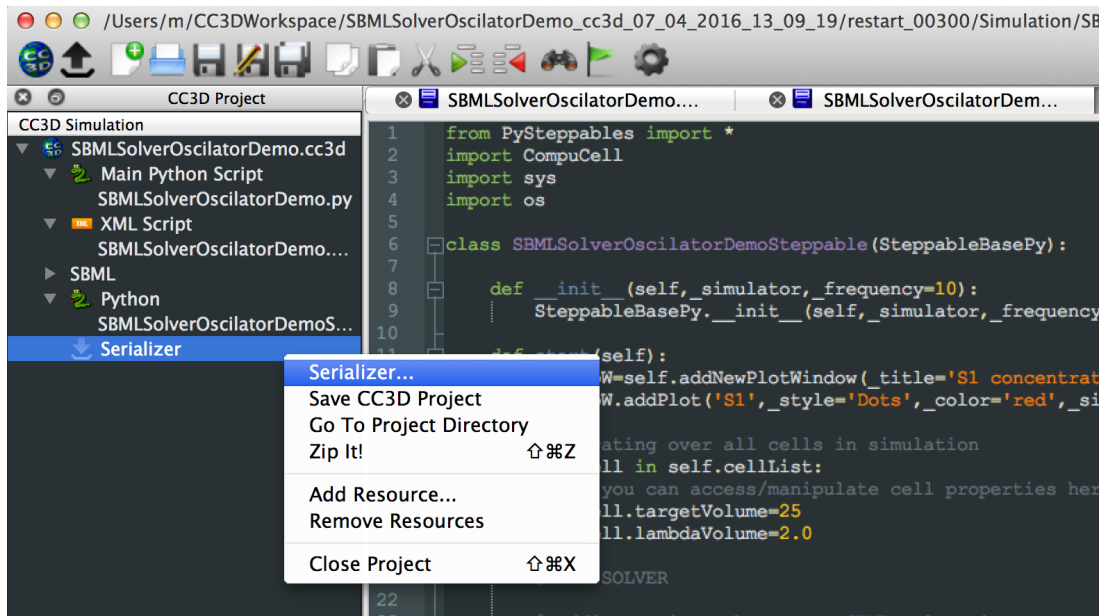 /Users/m/CC3DWorkspace/SBMLSolverOscilatorDemo_cc3d_07_04_2016_13_09_19/restart_00300/Simulation/SB
CC3D Project
CC3D Simulation
SBMLSolverOscilatorDemo.cc3d
Main Python Script
SBMLSolverOscilatorDemo.py
XML
XML Script
SBMLSolverOscilatorDemo....
SBML
Python
SBMLSolverOscilatorDemoS...
Serializer
Serializer...
Save CC3D Project
Go To Project Directory
Zip It! ⇧⌘Z
Add Resource...
Remove Resources
Close Project ⇧⌘X
SBMLSolverOscilatorDemo.... SBMLSolverOscilatorDem...
1 from PySteppables import *
2 import CompuCell
3 import sys
4 import os
5
6 class SBMLSolverOscilatorDemoSteppable(SteppableBasePy):
7
8 def __init__(self,_simulator,_frequency=10):
9 SteppableBasePy.__init__(self,_simulator,_frequency
10
11 def start(self):
W=self.addNewPlotWindow(_title='S1 concentrat
W.addPlot('S1',_style='Dots',_color='red',_si
ating over all cells in simulation
ll in self.cellList:
you can access/manipulate cell properties her
ll.targetVolume=25
ll.lambdaVolume=2.0
SOLVER
22